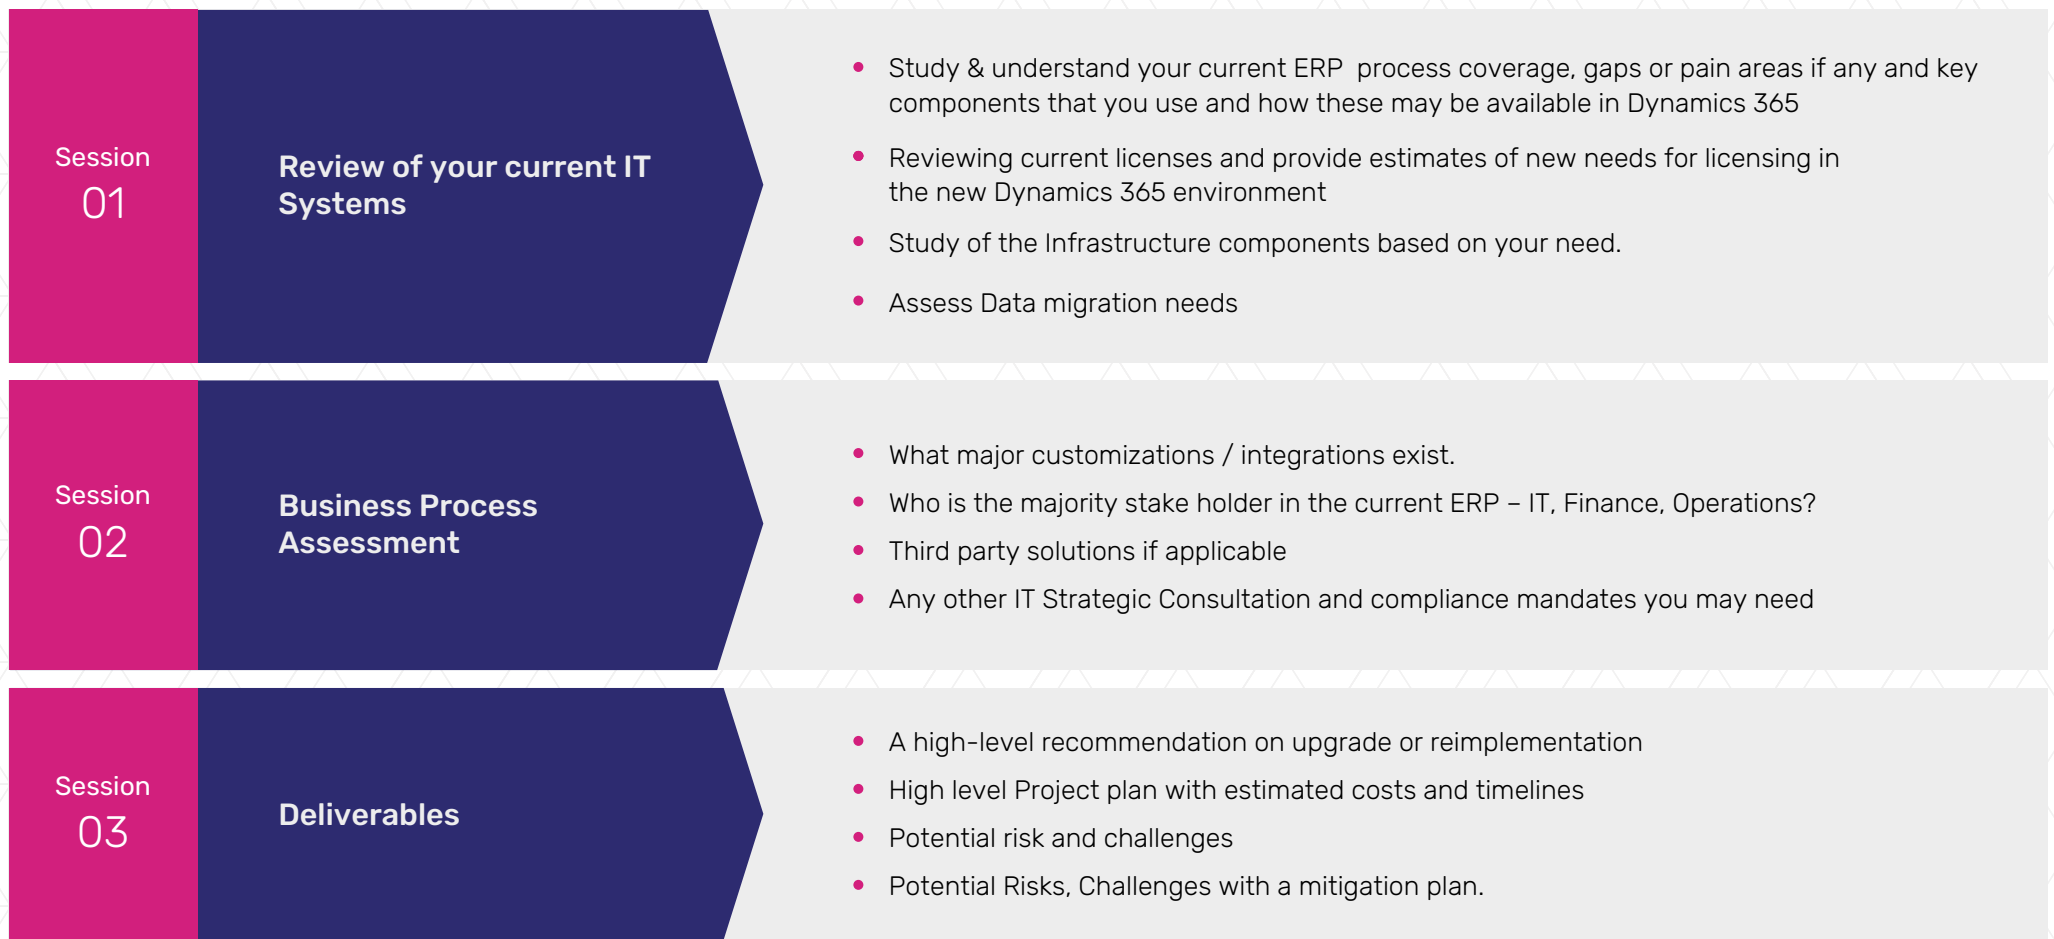 Session
01
Review of your current IT
Systems
• Study & understand your current ERP  process coverage, gaps or pain areas if any and key
components that you use and how these may be available in Dynamics 365
• Reviewing current licenses and provide estimates of new needs for licensing in
the new Dynamics 365 environment
• Study of the Infrastructure components based on your need.
• Assess Data migration needs
Session
02
Business Process
Assessment
• What major customizations / integrations exist.
• Who is the majority stake holder in the current ERP – IT, Finance, Operations?
• Third party solutions if applicable
• Any other IT Strategic Consultation and compliance mandates you may need
Session
03
Deliverables
• A high-level recommendation on upgrade or reimplementation
• High level Project plan with estimated costs and timelines
• Potential risk and challenges
• Potential Risks, Challenges with a mitigation plan.